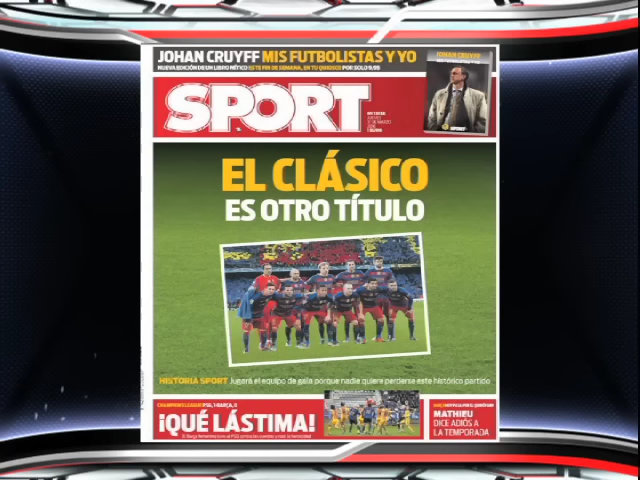 JOHAN CRUYFF MIS FUTBOLISTAS Y YO
NUEVA EDICIÓN DE UN LIBRO MÍTICO ESTE FIN DE SEMANA, EN TU QUIOSCO POR SOLO 9,95
JOHAN CRUYFF
SPORT
EL CLÁSICO
ES OTRO TÍTULO
HISTORIA SPORT Jugará el equipo de gala porque nadie quiere perderse este histórico partido
CHAMPIONS LEAGUE PSG, 1-BARÇA, 0
¡QUÉ LÁSTIMA!
MATHIEU
DICE ADIÓS A
LA TEMPORADA